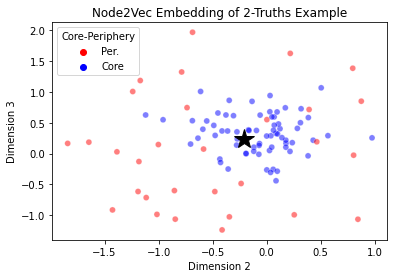 Node2Vec Embedding of 2-Truths Example
Core-Periphery
Per.
Core
Dimension 3
2.0
1.5
1.0
0.5
0.0
−0.5
−1.0
−1.5
−1.0
−0.5
0.0
0.5
1.0
Dimension 2